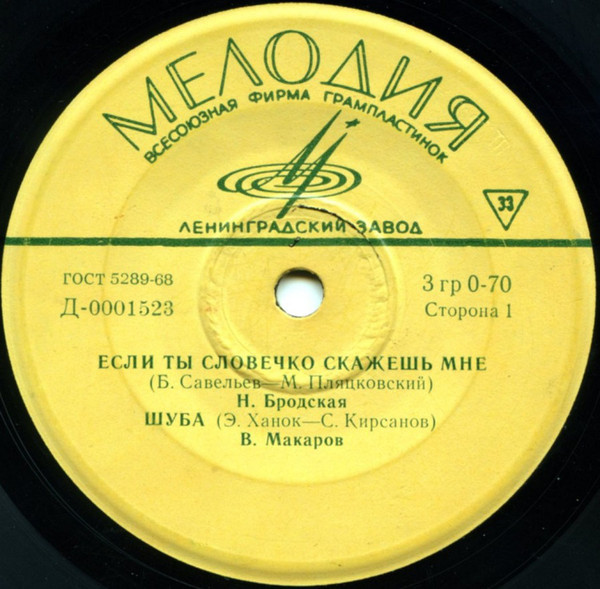 МЕЛОДИЯ
ВСЕСОЮЗНАЯ ФИРМА ГРАМПЛАСТИНОК
33
ЛЕНИНГРАДСКИЙ ЗАВОД
ГОСТ 5289-68
3 гр 0-70
Д-0001523
Сторона 1
ЕСЛИ ТЫ СЛОВЕЧКО СКАЖЕШЬ МНЕ
(Б. Савельев—М. Пляцковский)
Н. Бродская
ШУБА (Э. Ханок—С. Кирсанов)
В. Макаров